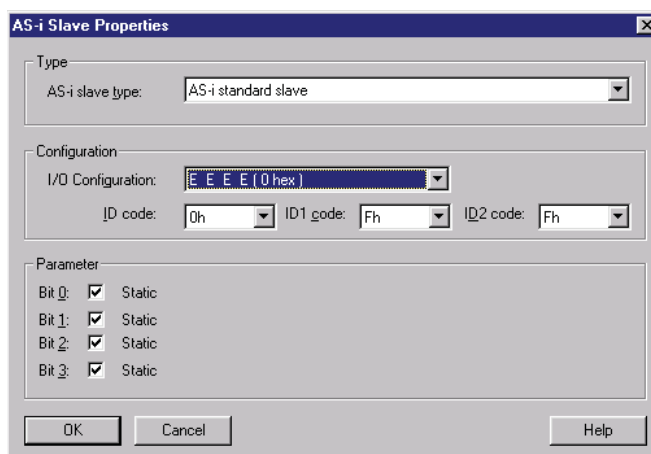 AS-i Slave Properties
Type
AS-i slave type: AS-i standard slave
Configuration
I/O Configuration: E E E E ( 0 hex )
ID code: 0h ID1 code: Fh ID2 code: Fh
Parameter
Bit 0: Static
Bit 1: Static
Bit 2: Static
Bit 3: Static
OK Cancel Help